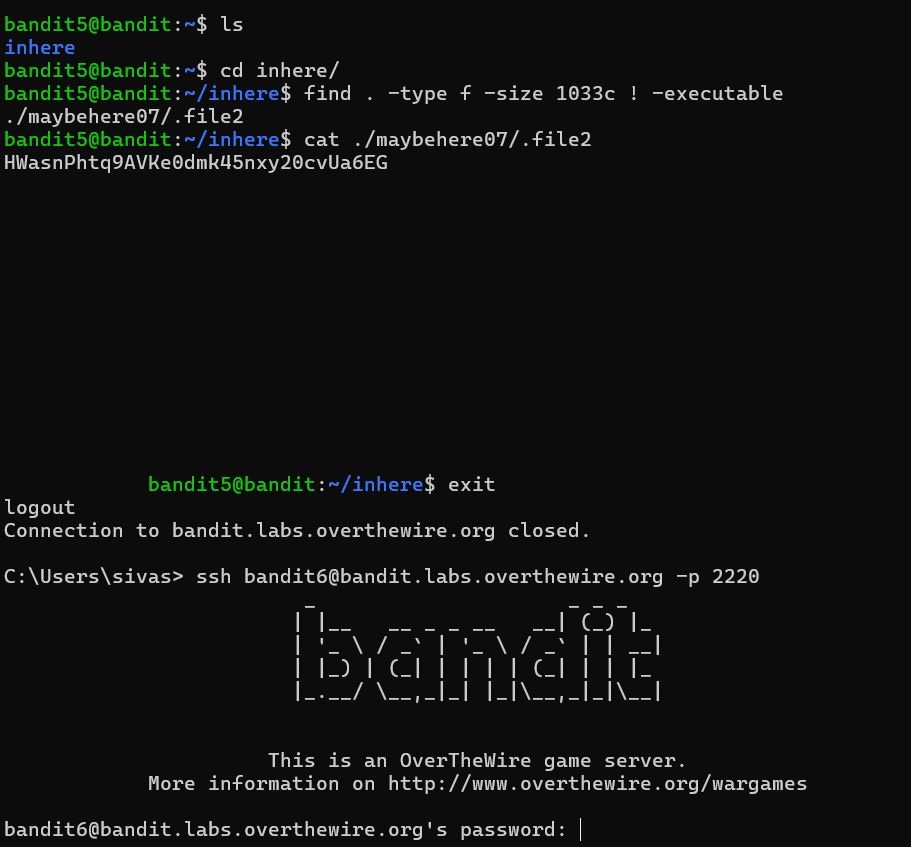 bandit5@bandit:~$ ls
inhere
bandit5@bandit:~$ cd inhere/
bandit5@bandit:~/inhere$ find . -type f -size 1033c ! -executable
./maybehere07/.file2
bandit5@bandit:~/inhere$ cat ./maybehere07/.file2
HWasnPhtq9AVKe0dmk45nxy20cvUa6EG
bandit5@bandit:~/inhere$ exit
logout
Connection to bandit.labs.overthewire.org closed.
C:\Users\sivas> ssh bandit6@bandit.labs.overthewire.org -p 2220
bandit
This is an OverTheWire game server.
More information on http://www.overthewire.org/wargames
bandit6@bandit.labs.overthewire.org's password: